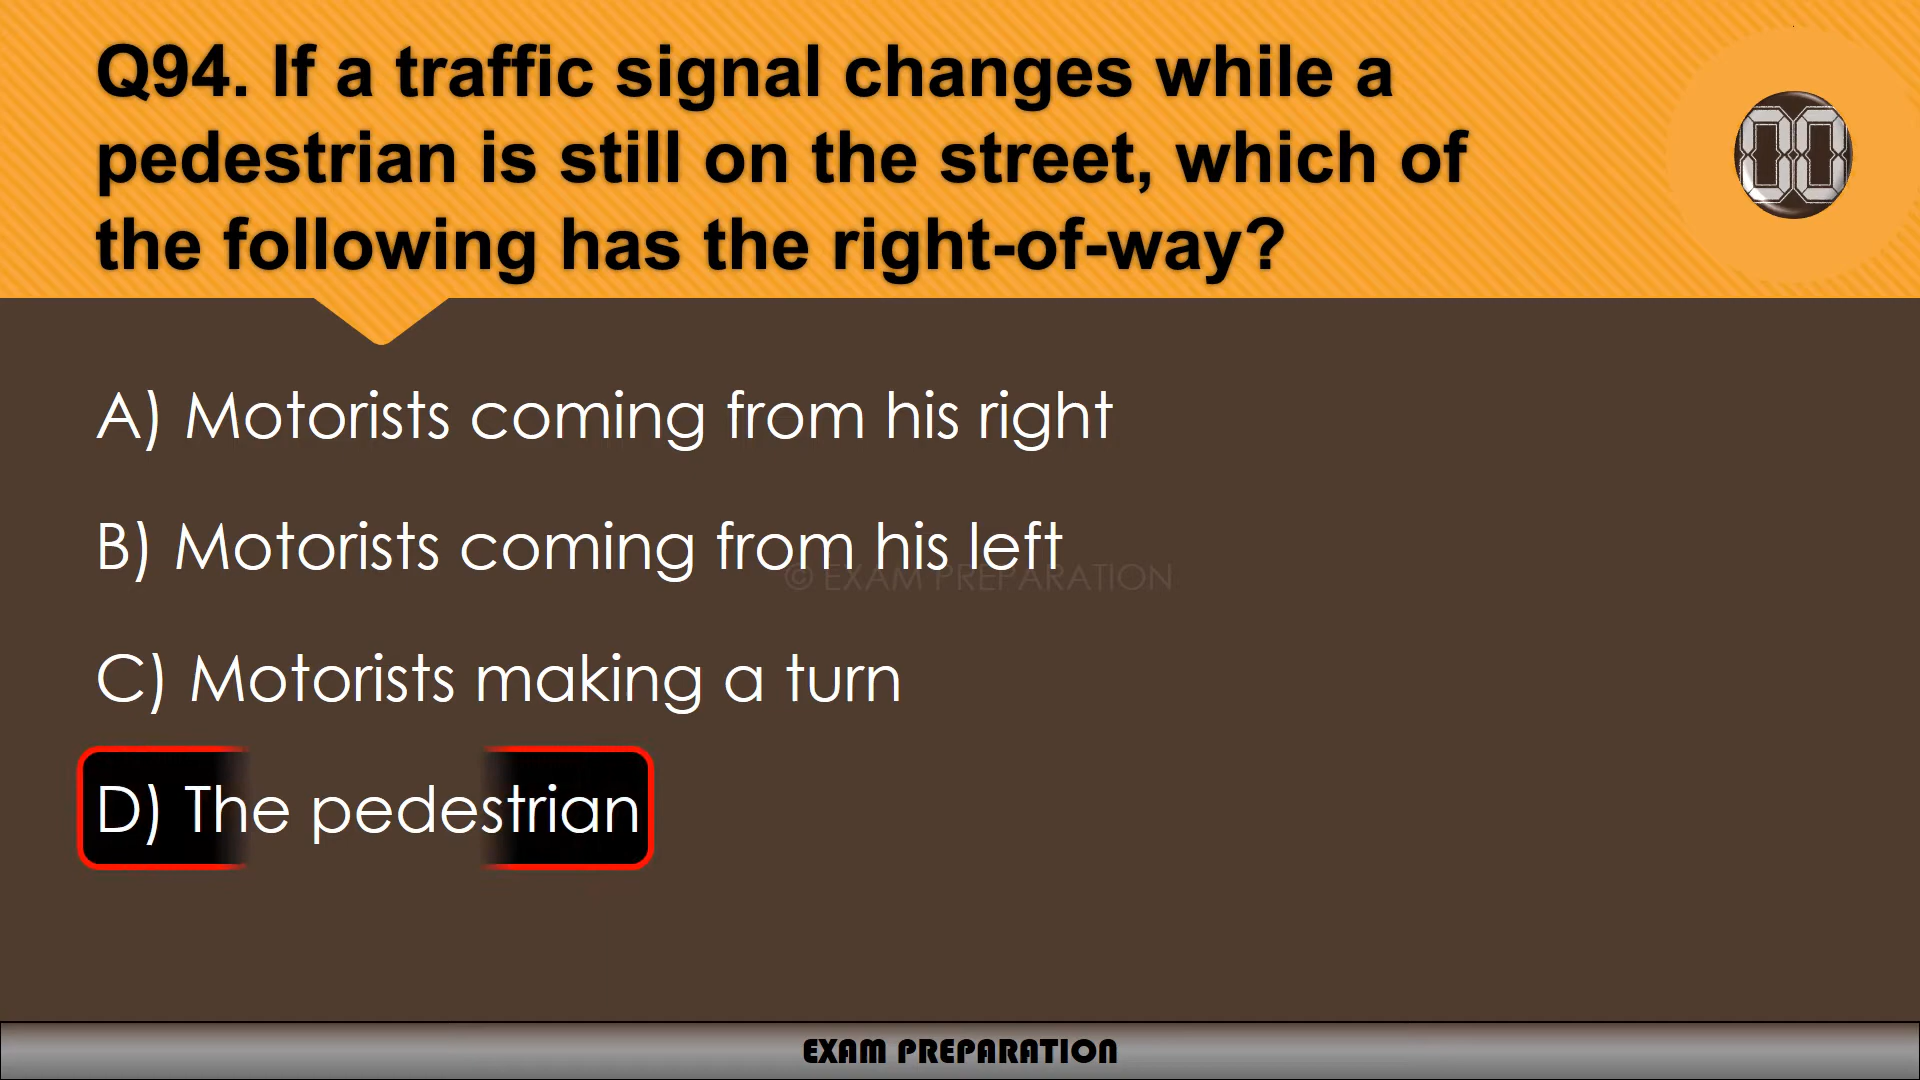 Q94. If a traffic signal changes while a
pedestrian is still on the street, which of
the following has the right-of-way?
00
A) Motorists coming from his right
B) Motorists coming from his left
© EXAM PREPARATION
C) Motorists making a turn
D) The pedestrian
EXAM PREPARATION